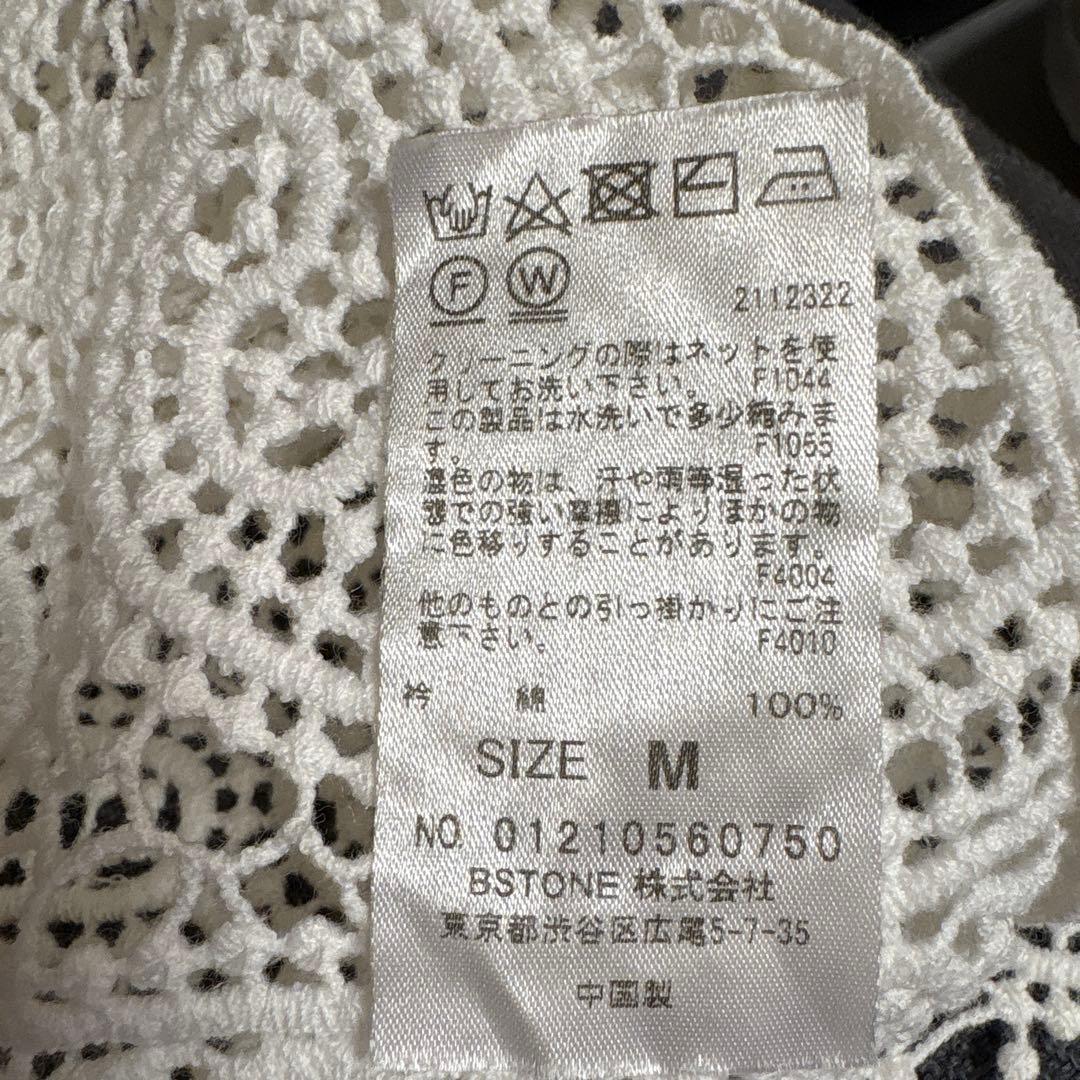 F W
2112322
クリーニングの際はネットを使
用してお洗い下さい。 F1044
この製品は水洗いで多少縮みま
す。 F1055
濃色の物は、汗や雨等湿った状
態での強い摩擦によりほかの物
に色移りすることがあります。
F4004
他のものとの引っ掛かりにご注
意下さい。 F4010
衿 綿 100%
SIZE M
NO. 01210560750
BSTONE 株式会社
東京都渋谷区広尾5-7-35
中国製